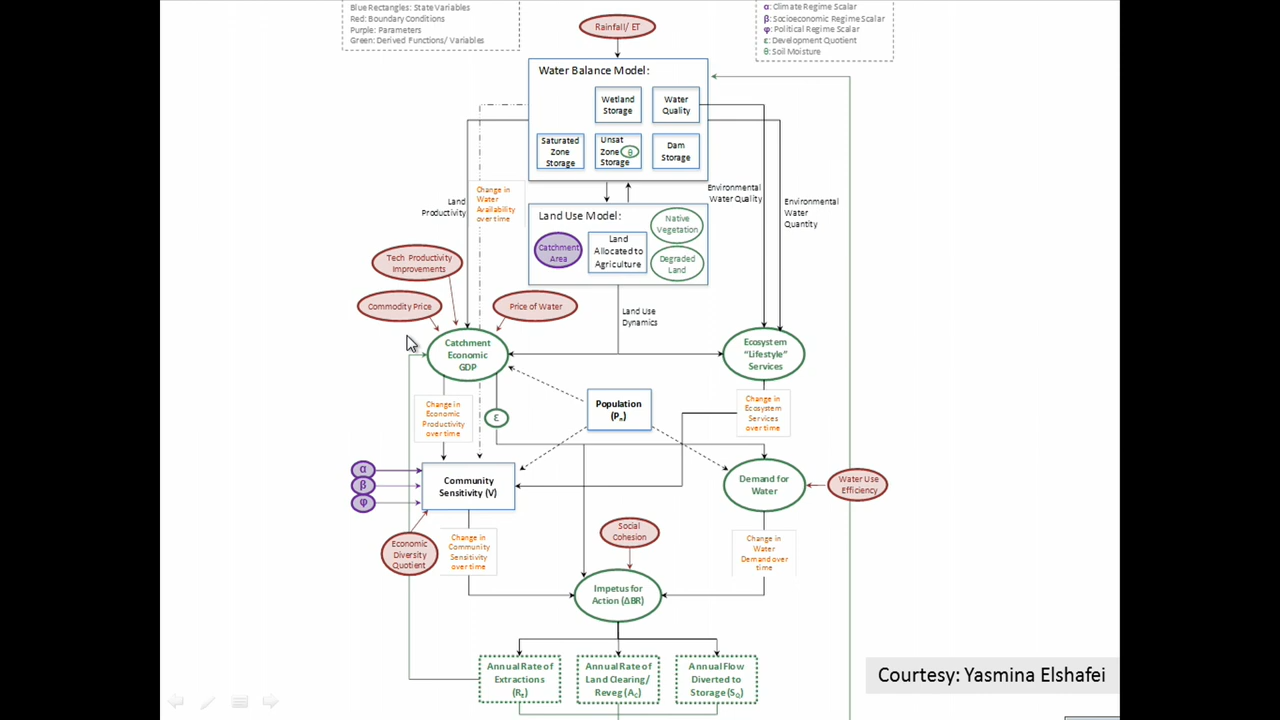 Blue Rectangles: State Variables
Red: Boundary Conditions
Purple: Parameters
Green: Derived Functions/ Variables
α: Climate Regime Scalar
β: Socioeconomic Regime Scalar
φ: Political Regime Scalar
ε: Development Quotient
θ: Soil Moisture
Rainfall/ ET
Water Balance Model:
Wetland
Storage
Water
Quality
Saturated
Zone
Storage
Unsat
Zone
Storage
θ
Dam
Storage
Land
Productivity
Change in
Water
Availability
over time
Environmental
Water Quality
Environmental
Water
Quantity
Land Use Model:
Native
Vegetation
Catchment
Area
Land
Allocated to
Agriculture
Degraded
Land
Tech Productivity
Improvements
Commodity Price
Price of Water
Land Use
Dynamics
Catchment
Economic
GDP
Ecosystem
"Lifestyle"
Services
Change in
Economic
Productivity
over time
ε
Population
Change in
Ecosystem
Services
over time
α
β
φ
Community
Sensitivity (V)
Demand for
Water
Water Use
Efficiency
Economic
Diversity
Quotient
Change in
Community
Sensitivity
over time
Social
Cohesion
Change in
Water
Demand over
time
Impetus for
Action (ΔBR)
Annual Rate of
Extractions
Annual Rate of
Land Clearing/
Reveg (A_C)
Annual Flow
Diverted to
Storage (S_Q)
Courtesy: Yasmina Elshafei